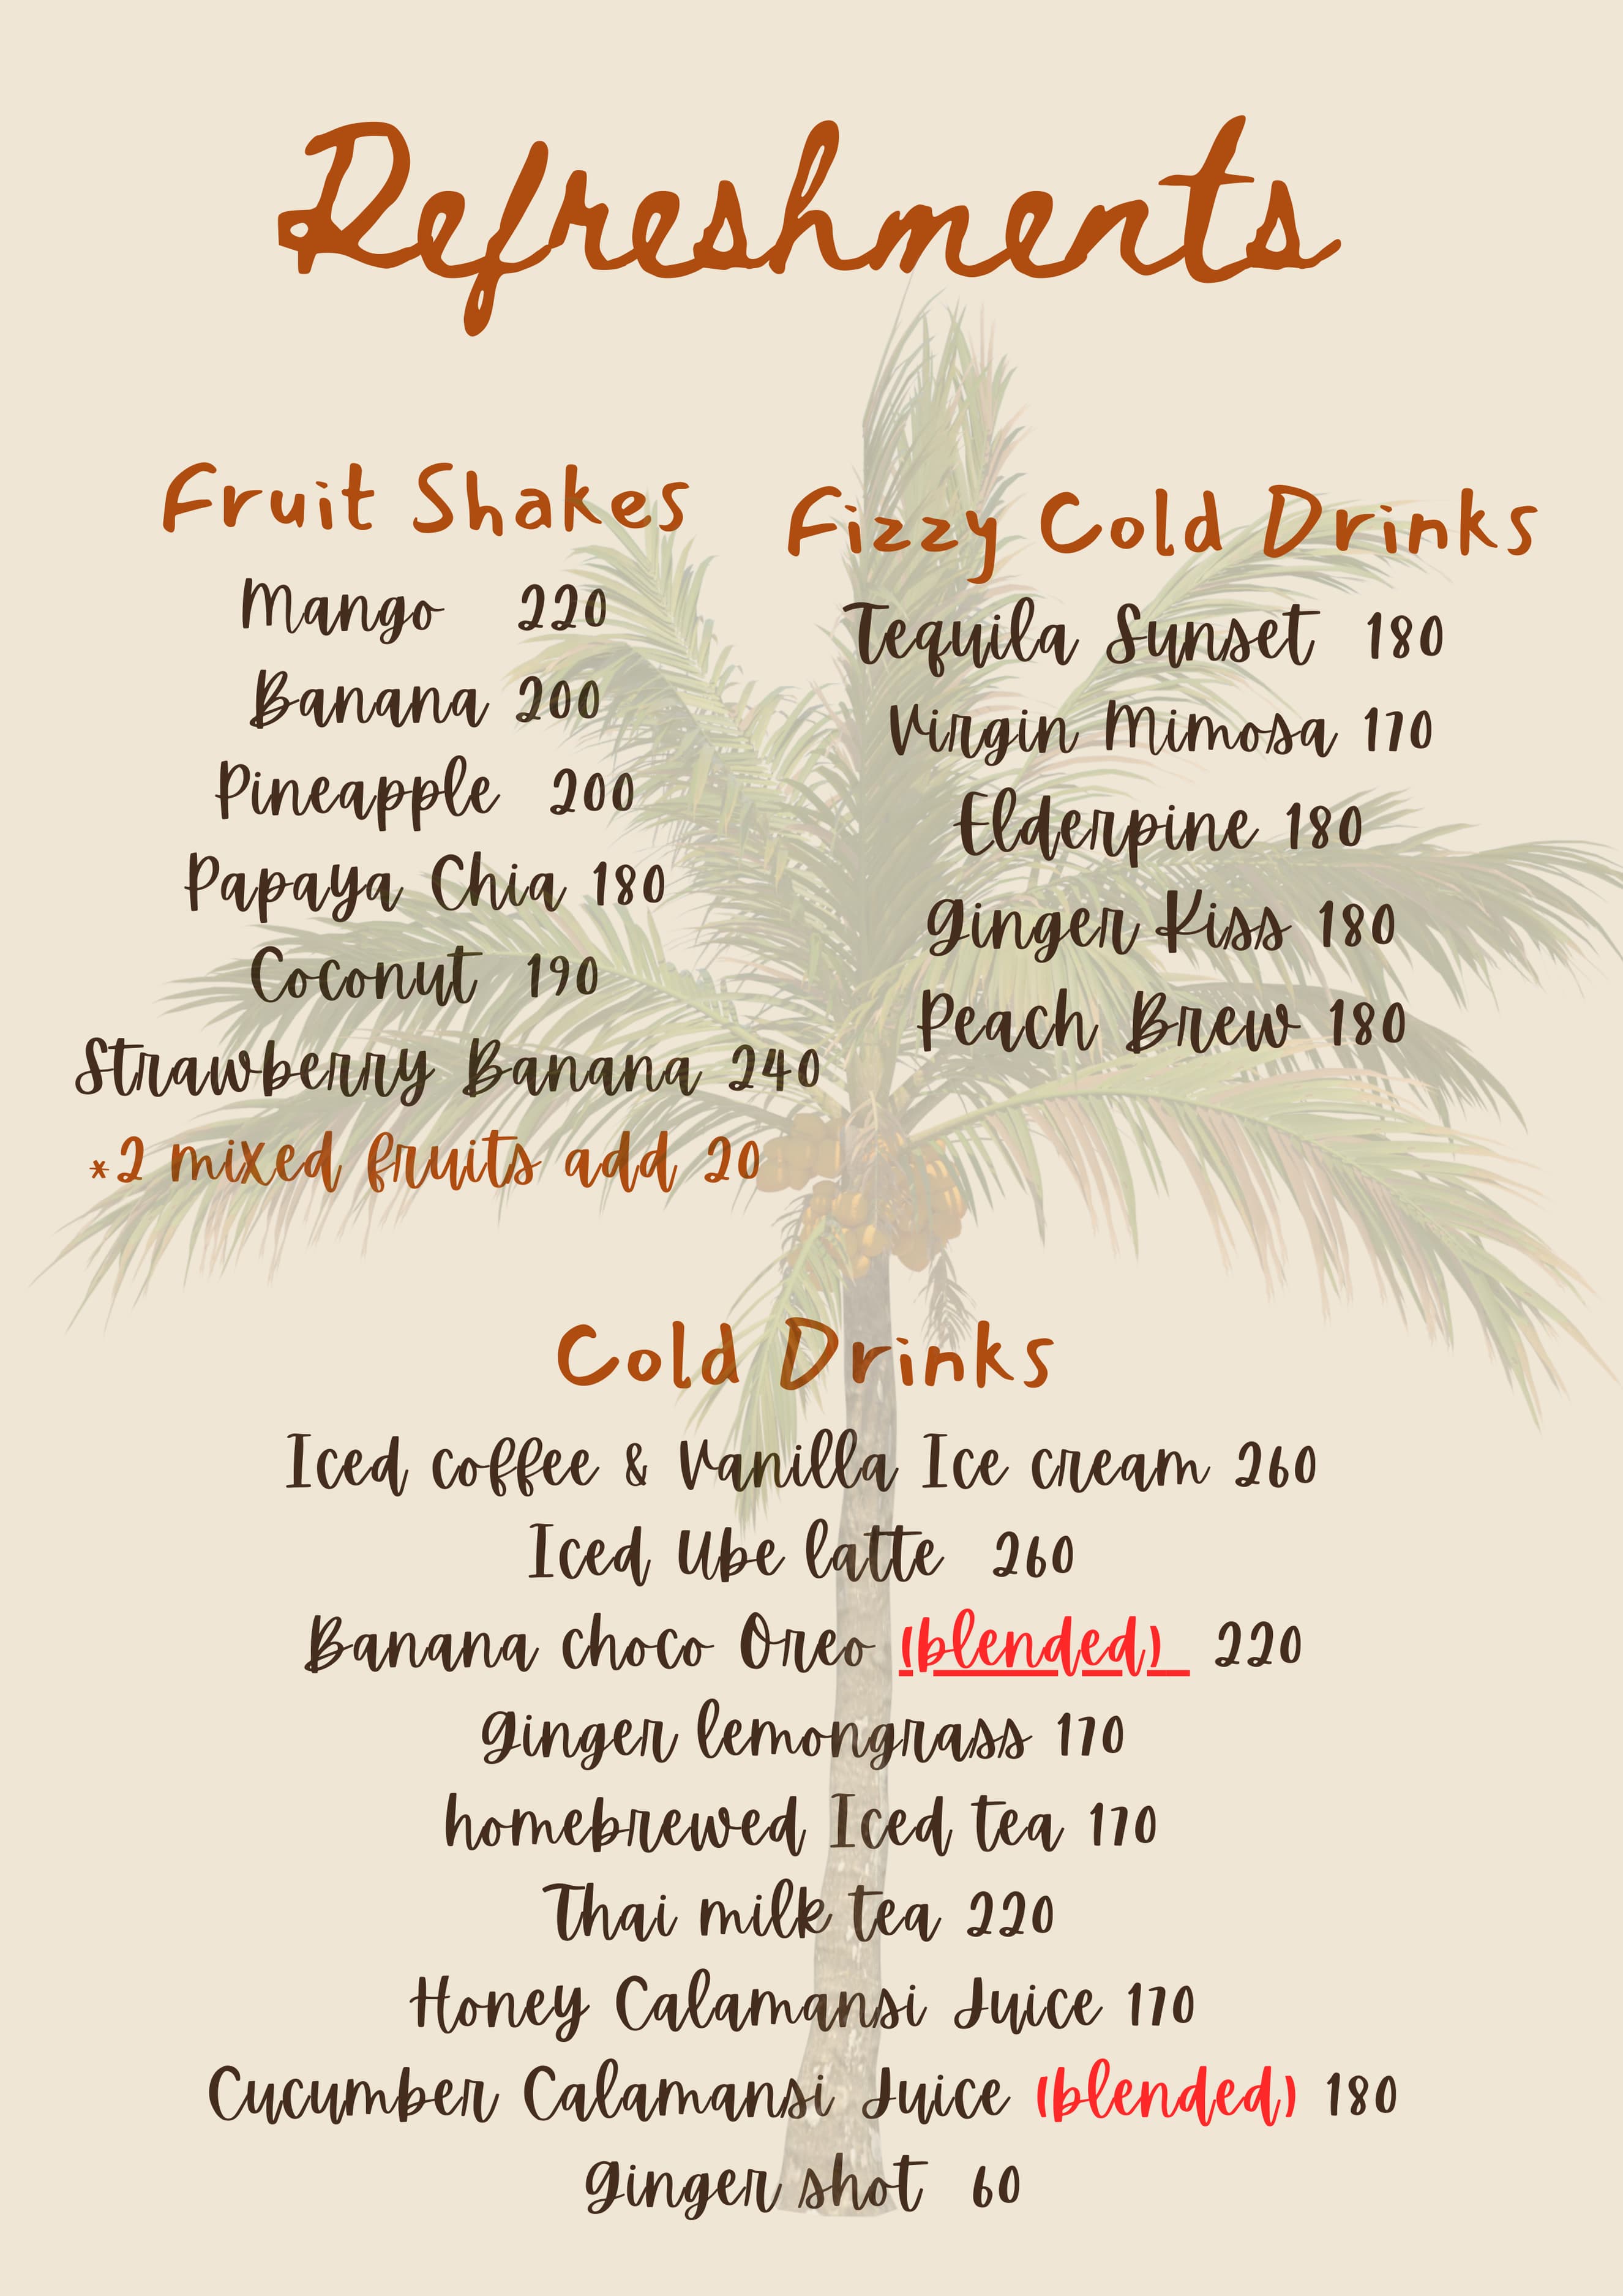 Refreshments
Fruit Shakes
Mango 220
Banana 200
Pineapple 200
Papaya Chia 180
Coconut 190
Strawberry Banana 240
*2 mixed fruits add 20
Fizzy Cold Drinks
Tequila Sunset 180
Virgin Mimosa 170
Elderpine 180
Ginger Kiss 180
Peach Brew 180
Cold Drinks
Iced coffee & Vanilla Ice cream 260
Iced Ube latte 260
Banana choco Oreo (blended) 220
Ginger lemongrass 170
homebrewed Iced tea 170
Thai milk tea 220
Honey Calamansi Juice 170
Cucumber Calamansi Juice (blended) 180
Ginger shot 60